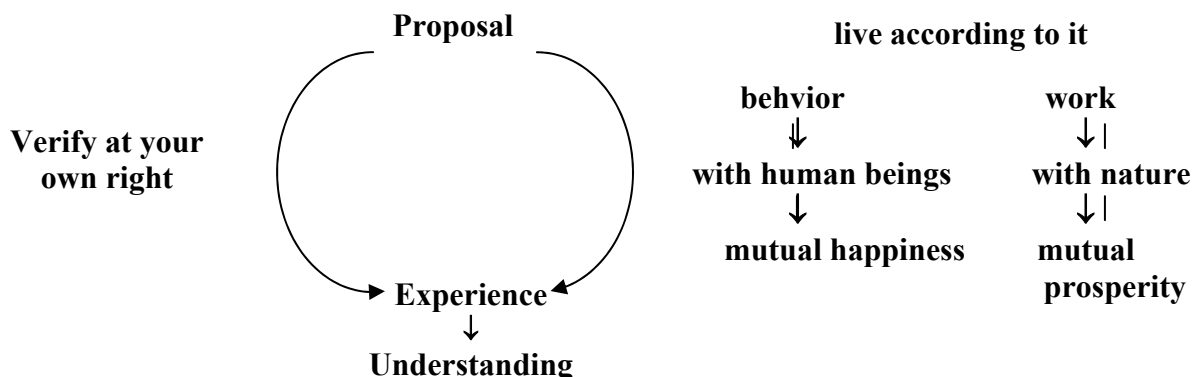 Proposal
live according to it
Verify at your
own right
behvior
with human beings
mutual happiness
work
with nature
mutual
prosperity
Experience
Understanding